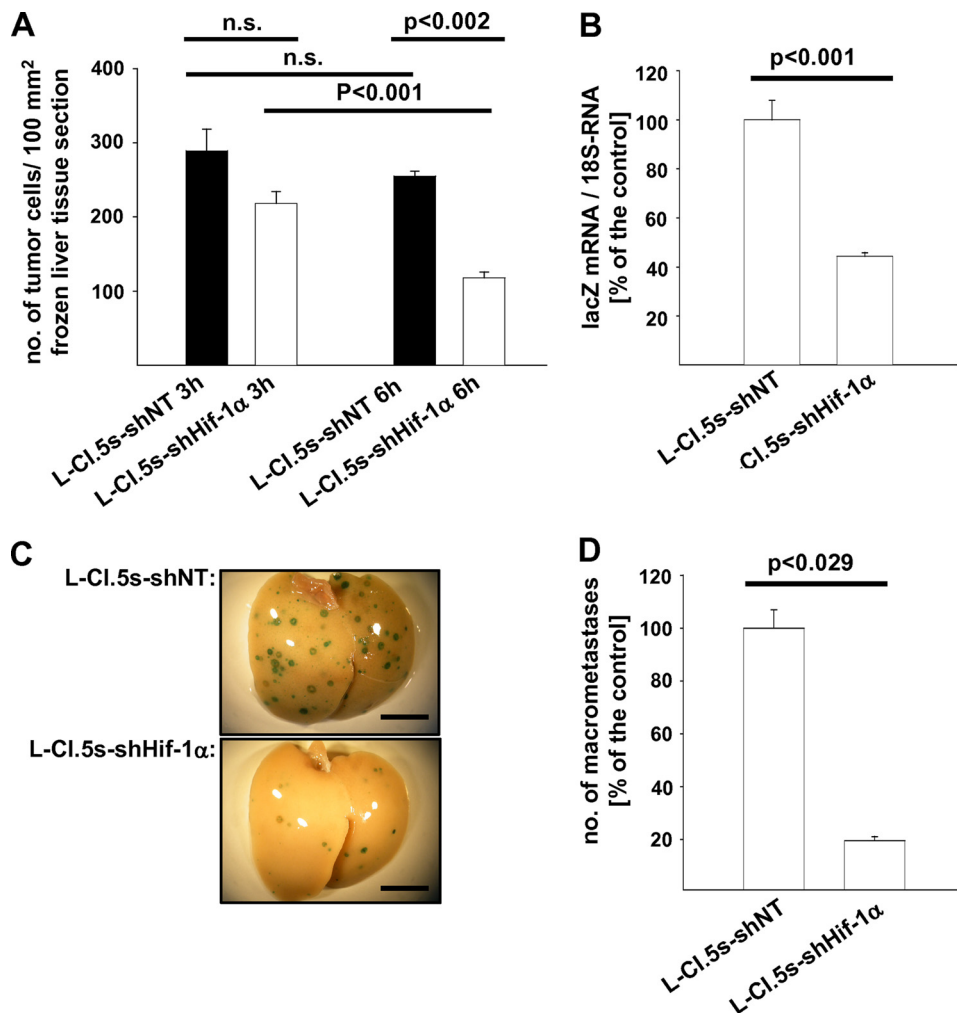 A
n.s.
p<0.002
n.s.
P<0.001
no. of tumor cells/ 100 mm²
frozen liver tissue section
400
300
200
100
L-Cl.5s-shNT 3h
L-Cl.5s-shHif-1α 3h
L-Cl.5s-shNT 6h
L-Cl.5s-shHif-1α 6h
B
p<0.001
lacZ mRNA / 18S-RNA
[% of the control]
120
100
80
60
40
20
L-Cl.5s-shNT
Cl.5s-shHif-1α
C
L-Cl.5s-shNT:
L-Cl.5s-shHif-1α:
D
p<0.029
no. of macrometastases
[% of the control]
120
100
80
60
40
20
L-Cl.5s-shNT
L-Cl.5s-shHif-1α